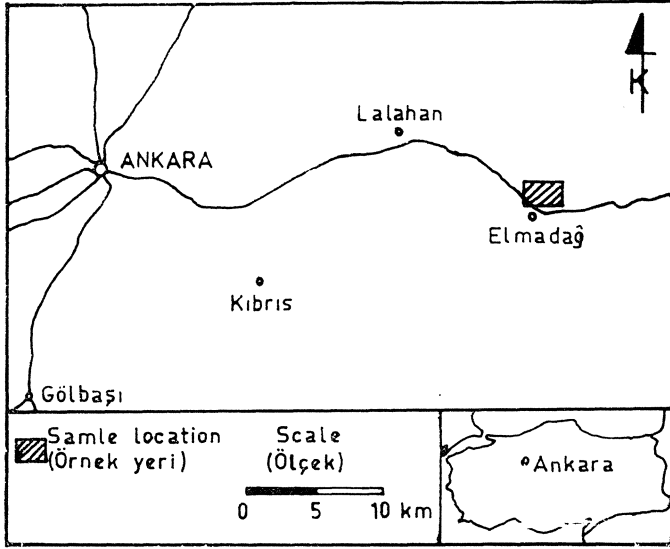 K
Lalahan
ANKARA
Elmadağ
Kıbrıs
Gölbaşı
Samle location
(Örnek yeri)
Scale
(Ölçek)
0 5 10 km
Ankara